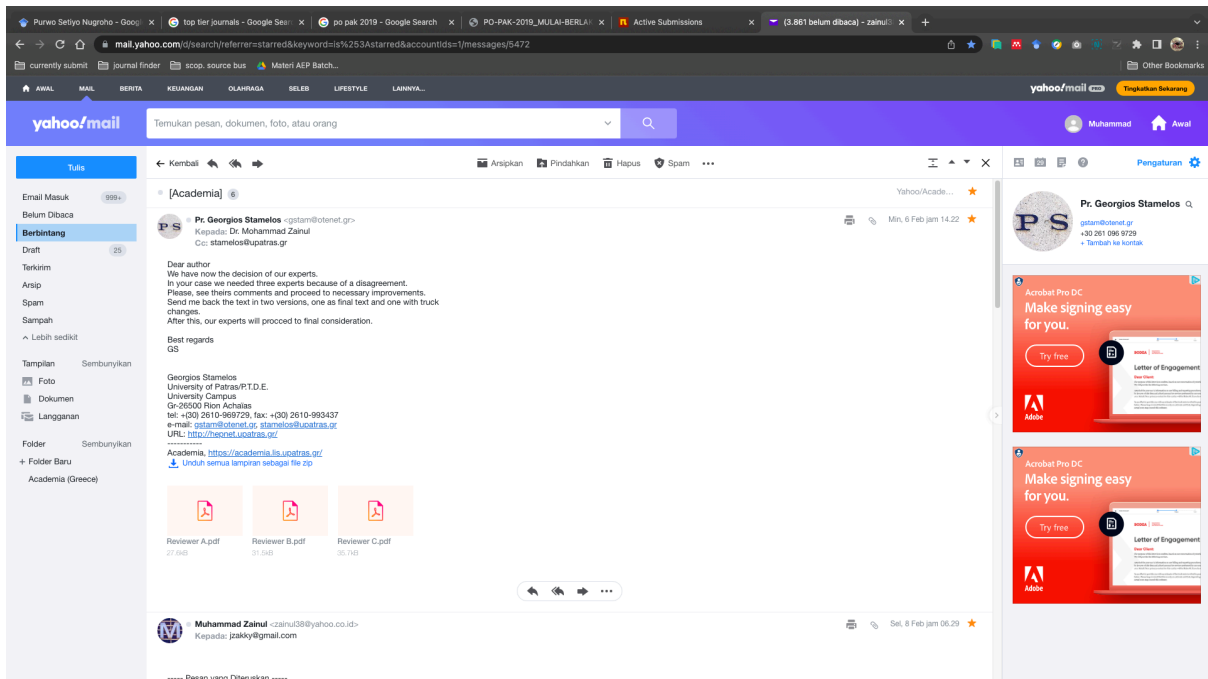 Purwo Setiyo Nugroho - Googl
top tier journals - Google Sear
po pak 2019 - Google Search
PO-PAK-2019_MULAI-BERLAK
Active Submissions
(3.861 belum dibaca) - zainul3
mail.yahoo.com/d/search/referrer=starred&keyword=is%253Astarred&accountIds=1/messages/5472
currently submit
journal finder
scop. source bus
Materi AEP Batch...
Other Bookmarks
AWAL
MAIL
BERITA
KEUANGAN
OLAHRAGA
SELEB
LIFESTYLE
LAINNYA...
yahoo!mail PRO
Tingkatkan Sekarang
yahoo!mail
Temukan pesan, dokumen, foto, atau orang
Muhammad
Awal
Tulis
Email Masuk 999+
Belum Dibaca
Berbintang
Draft 25
Terkirim
Arsip
Spam
Sampah
Lebih sedikit
Tampilan Sembunyikan
Foto
Dokumen
Langganan
Folder Sembunyikan
+ Folder Baru
Academia (Greece)
Kembali
Arsipkan
Pindahkan
Hapus
Spam
[Academia] 6
Yahoo/Acade...
PS
Pr. Georgios Stamelos <gstam@otenet.gr>
Kepada: Dr. Mohammad Zainul
Cc: stamelos@upatras.gr
Min, 6 Feb jam 14.22
Dear author
We have now the decision of our experts.
In your case we needed three experts because of a disagreement.
Please, see theirs comments and proceed to necessary improvements.
Send me back the text in two versions, one as final text and one with truck
changes.
After this, our experts will procced to final consideration.
Best regards
GS
Georgios Stamelos
University of Patras/P.T.D.E.
University Campus
Gr-26500 Rion Achaïas
tel: +(30) 2610-969729, fax: +(30) 2610-993437
e-mail: gstam@otenet.gr, stamelos@upatras.gr
URL: http://hepnet.upatras.gr/
-----------
Academia, https://academia.lis.upatras.gr/
Unduh semua lampiran sebagai file zip
Reviewer A.pdf
27.6kB
Reviewer B.pdf
31.5kB
Reviewer C.pdf
35.7kB
Muhammad Zainul <zainul38@yahoo.co.id>
Kepada: jzakky@gmail.com
Sel, 8 Feb jam 06.29
----- Pesan yang Diteruskan -----
Pengaturan
PS
Pr. Georgios Stamelos
gstam@otenet.gr
+30 261 096 9729
+ Tambah ke kontak
Acrobat Pro DC
Make signing easy
for you.
Try free
Letter of Engagement
Adobe
Acrobat Pro DC
Make signing easy
for you.
Try free
Letter of Engagement
Adobe